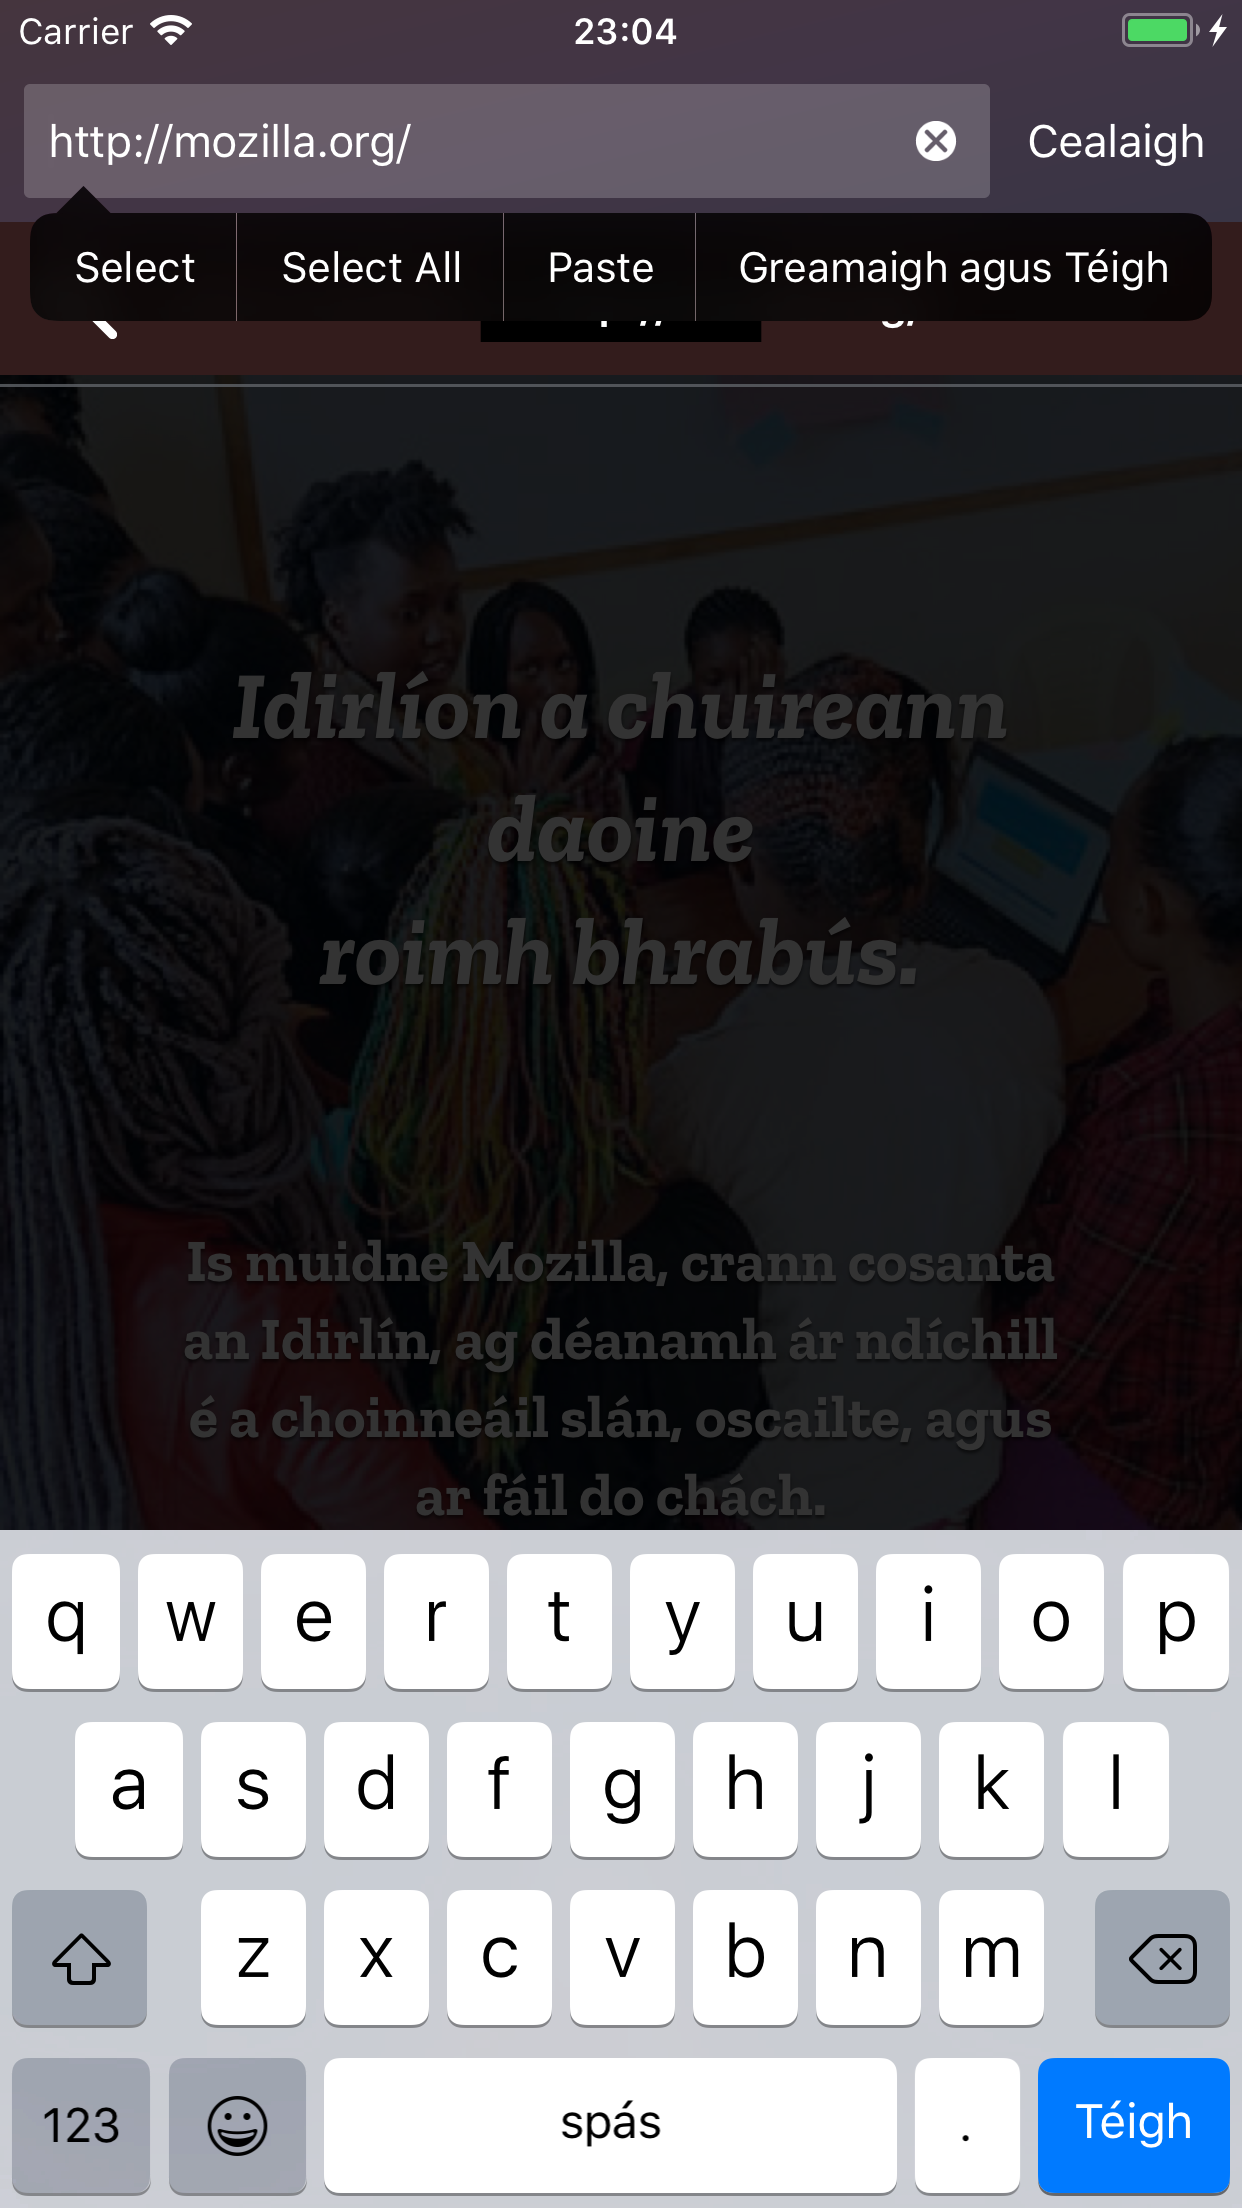 Carrier 23:04
http://mozilla.org/ Cealaigh
Select Select All Paste Greamaigh agus Téigh
Idirlíon a chuireann
daoine
roimh bhrabús.
Is muidne Mozilla, crann cosanta
an Idirlín, ag déanamh ár ndíchill
é a choinneáil slán, oscailte, agus
ar fáil do chách.
q w e r t y u i o p
a s d f g h j k l
z x c v b n m
123 spás . Téigh